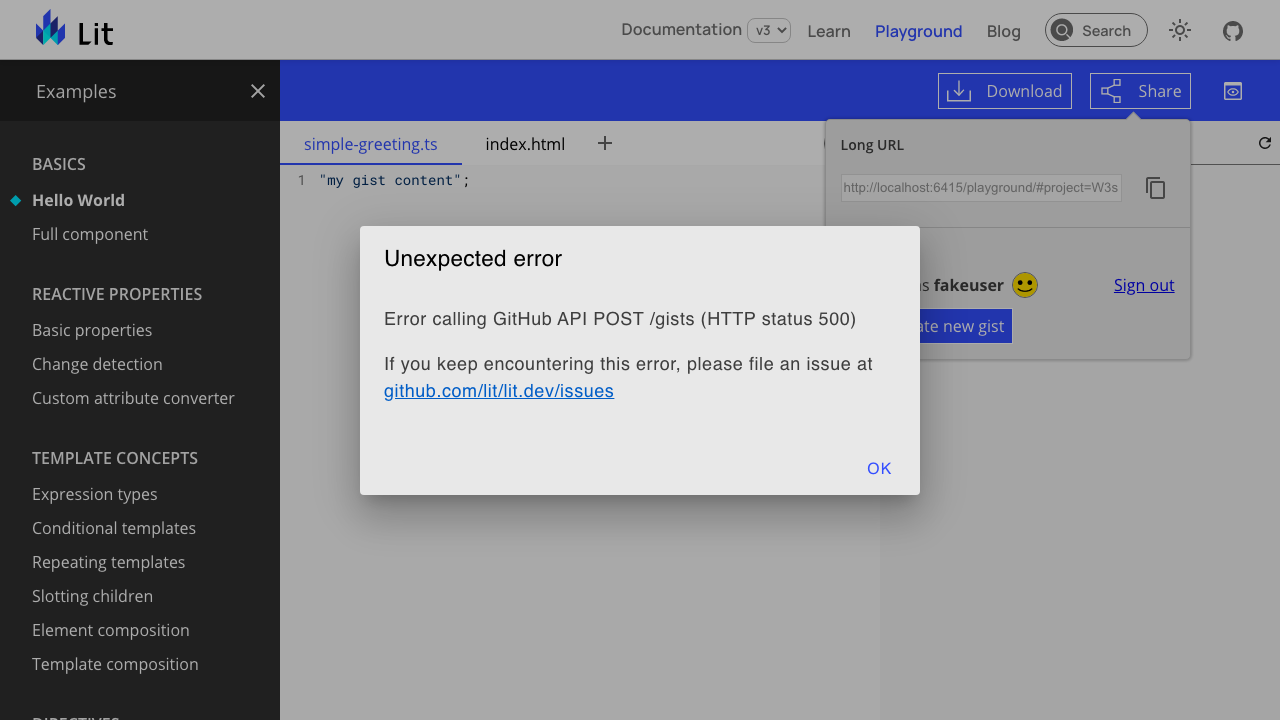 Lit
Documentation v3 Learn Playground Blog Search
Examples
Download Share
BASICS
Hello World
Full component
REACTIVE PROPERTIES
Basic properties
Change detection
Custom attribute converter
TEMPLATE CONCEPTS
Expression types
Conditional templates
Repeating templates
Slotting children
Element composition
Template composition
DIRECTIVES
simple-greeting.ts index.html
1 "my gist content";
Long URL
http://localhost:6415/playground/#project=W3s
fakeuser Sign out
new gist
Unexpected error
Error calling GitHub API POST /gists (HTTP status 500)
If you keep encountering this error, please file an issue at
github.com/lit/lit.dev/issues
OK